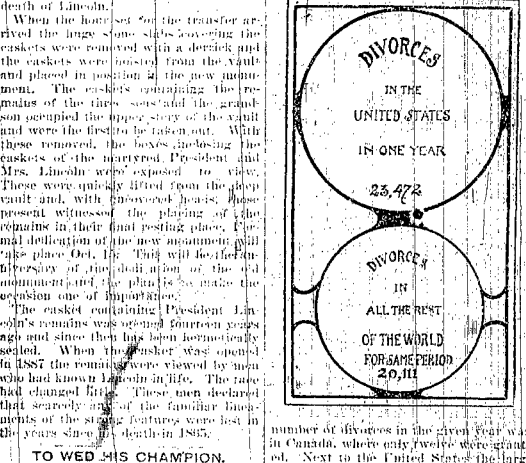 death of Lincoln.
When the hour set for the transfer ar-
rived the huge stone slabs covering the
caskets were removed with a derrick and
the caskets were hoisted from the vault
and placed in position in the new monu-
ment. The caskets containing the re-
mains of the three sons and the grand-
son occupied the upper story of the vault
and were the first to be taken out. With
these removed, the boxes inclosing the
caskets of the martyred President and
Mrs. Lincoln were exposed to view.
These were quickly lifted from the deep
vault and, with uncovered heads, those
present witnessed the placing of the
remains in their final resting place. For-
mal dedication of the new monument will
take place Oct. 15. This will be the an-
niversary of the dedication of the old
monument and the plan is to make the
occasion one of importance.
The casket containing President Lin-
coln's remains was opened fourteen years
ago and since then has been hermetically
sealed. When the casket was opened
in 1887 the remains were viewed by men
who had known Lincoln in life. The face
had changed little. These men declared
that scarcely any of the familiar linea-
ments of the strong features were lost in
the years since his death in 1865.
TO WED HIS CHAMPION.
DIVORCES
IN THE
UNITED STATES
IN ONE YEAR
23,472
DIVORCES
IN
ALL THE REST
OF THE WORLD
FOR SAME PERIOD
20,111
number of divorces in the given year was
in Canada, where only twelve were grant-
ed. Next to the United States the larg-